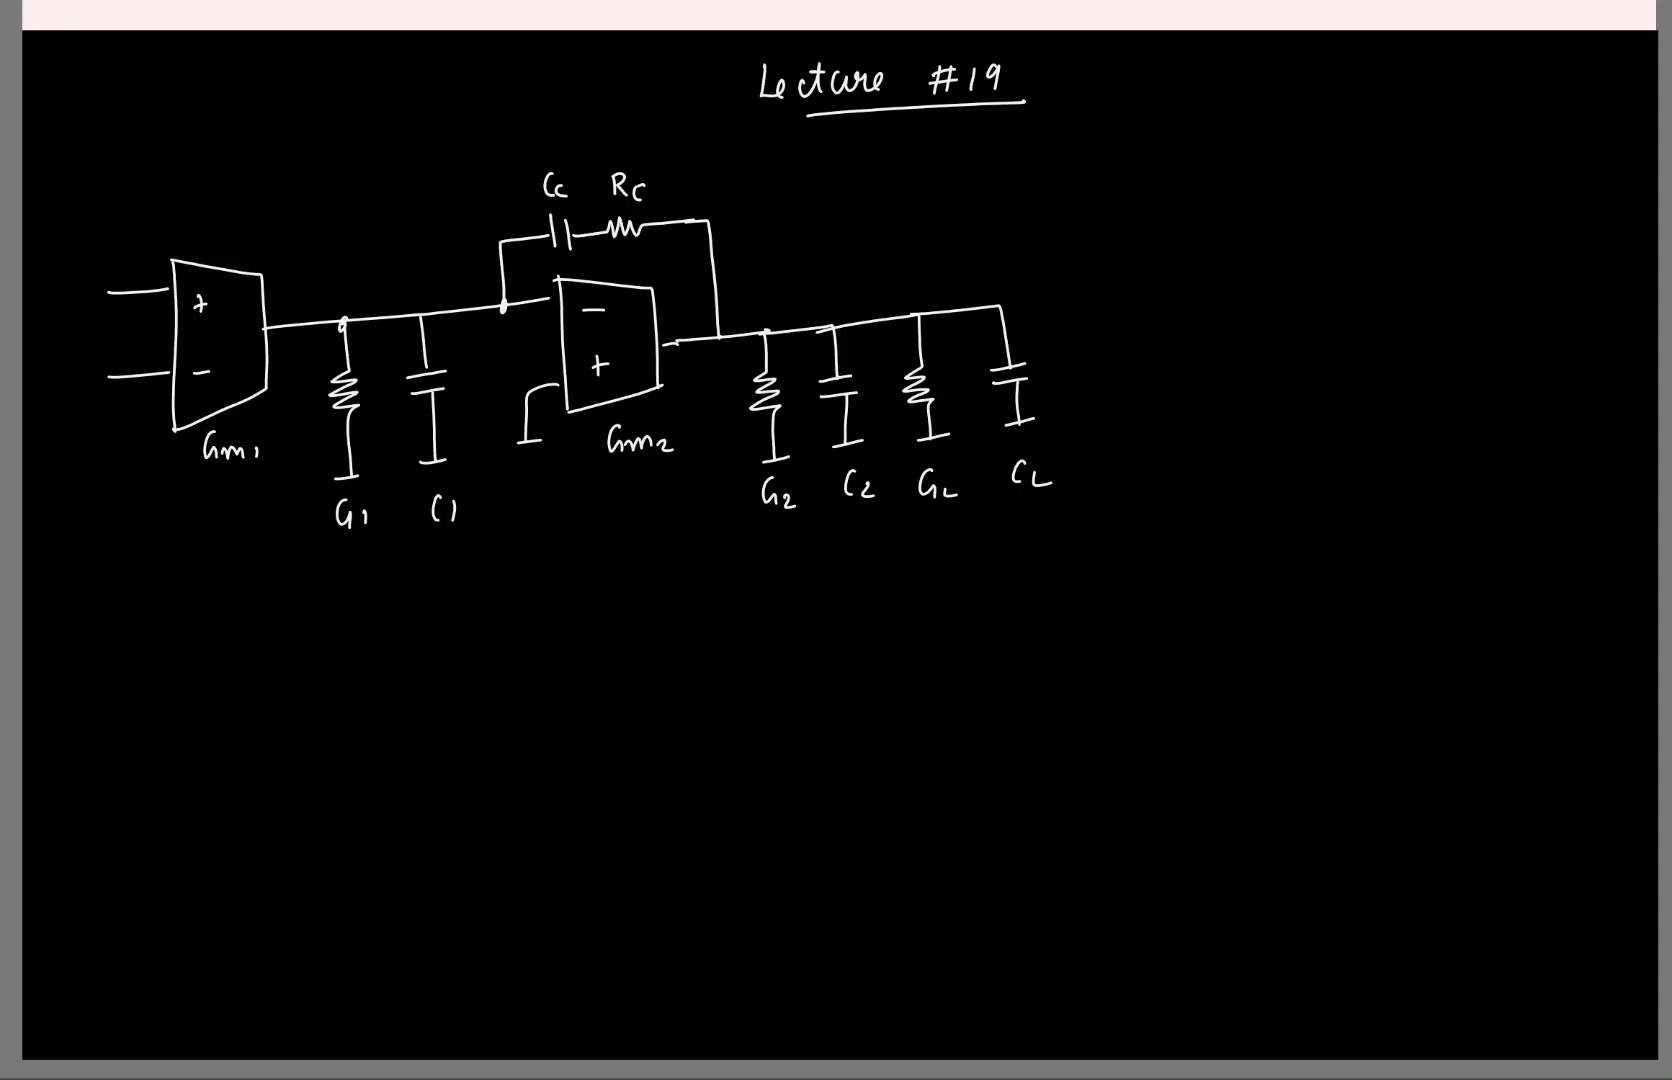 Lecture #19
Cc Rc
+ -
- +
Gm1 Gm2
G1 C1 G2 C2 GL CL